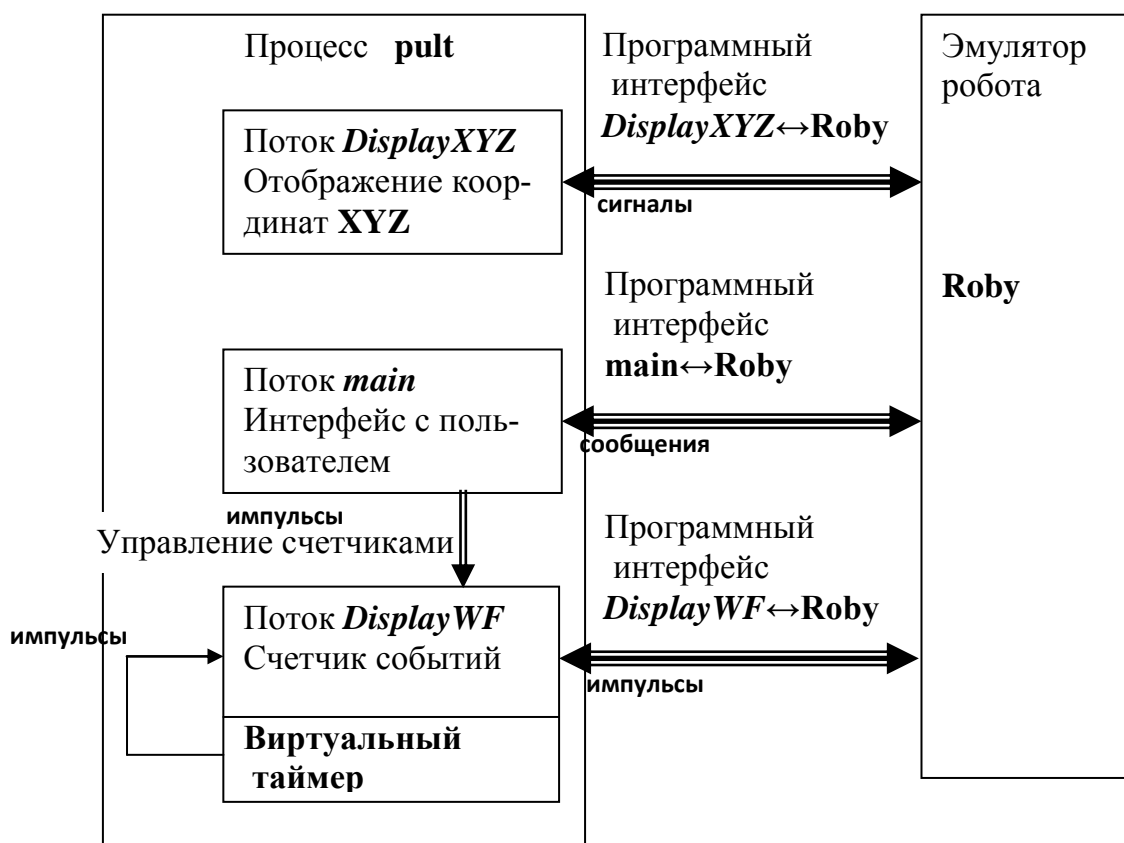 Процесс pult
Поток DisplayXYZ
Отображение коор-
динат XYZ
Программный
интерфейс
DisplayXYZ↔Roby
сигналы
Эмулятор
робота
Roby
Поток main
Интерфейс с поль-
зователем
Программный
интерфейс
main↔Roby
сообщения
импульсы
Управление счетчиками
Поток DisplayWF
Счетчик событий
Виртуальный
таймер
импульсы
Программный
интерфейс
DisplayWF↔Roby
импульсы